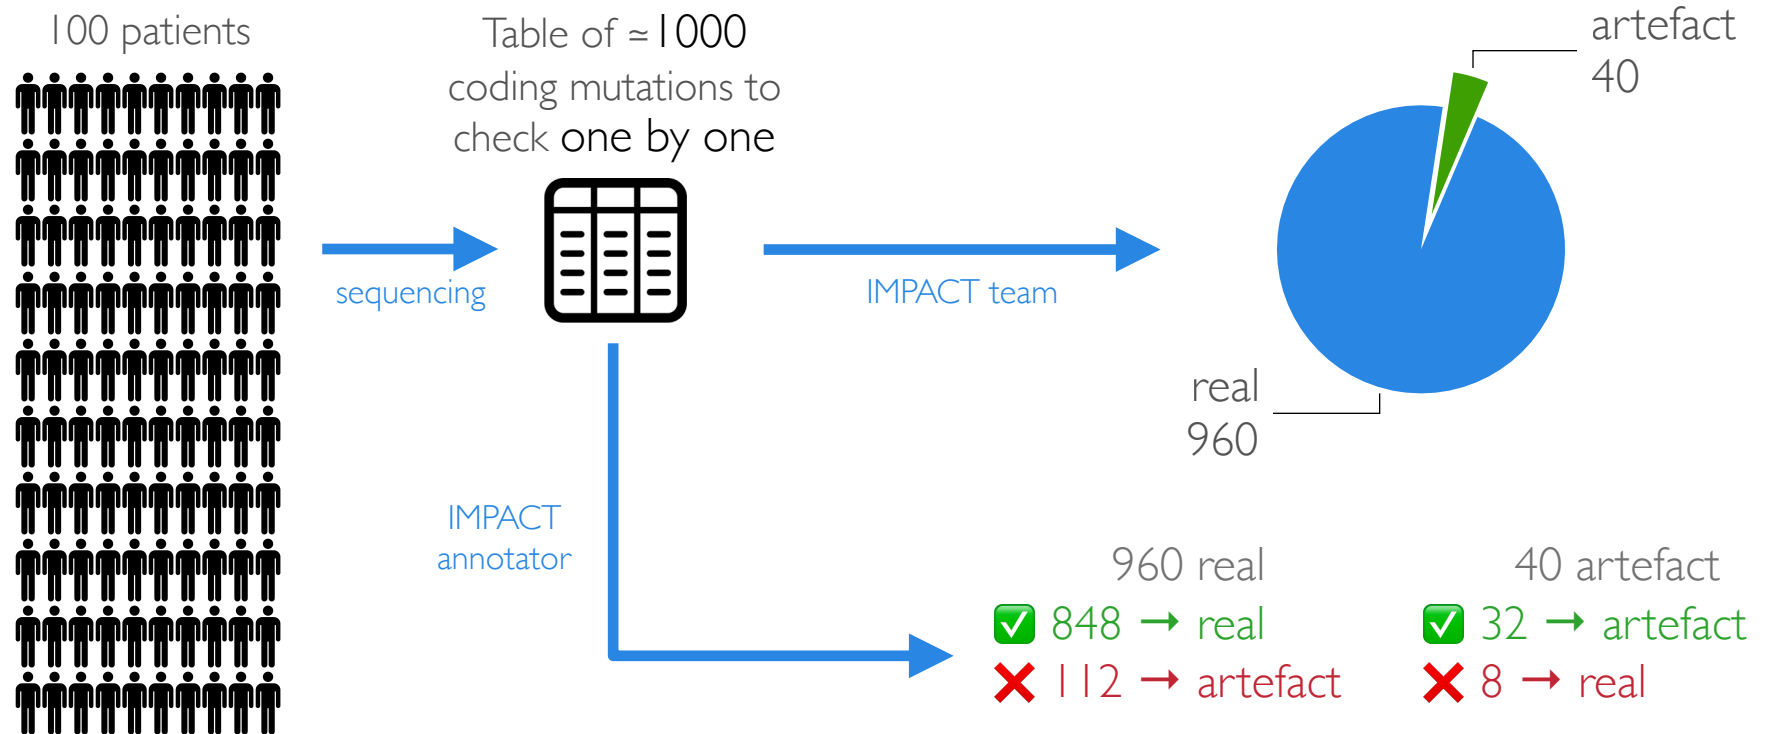 100 patients
Table of ≃1000
coding mutations to
check one by one
sequencing
IMPACT team
artefact
40
real
960
IMPACT
annotator
960 real
✅ 848 → real
❌ 112 → artefact
40 artefact
✅ 32 → artefact
❌ 8 → real